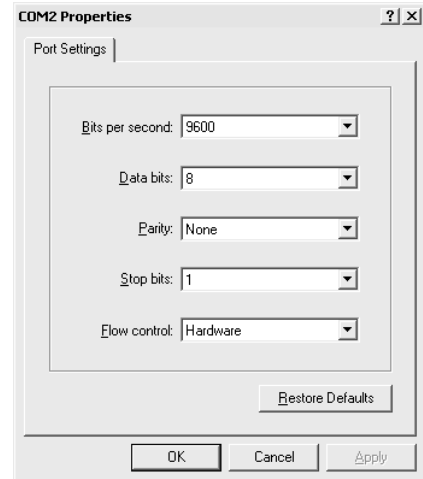 COM2 Properties
Port Settings
Bits per second: 9600
Data bits: 8
Parity: None
Stop bits: 1
Flow control: Hardware
Restore Defaults
OK Cancel Apply